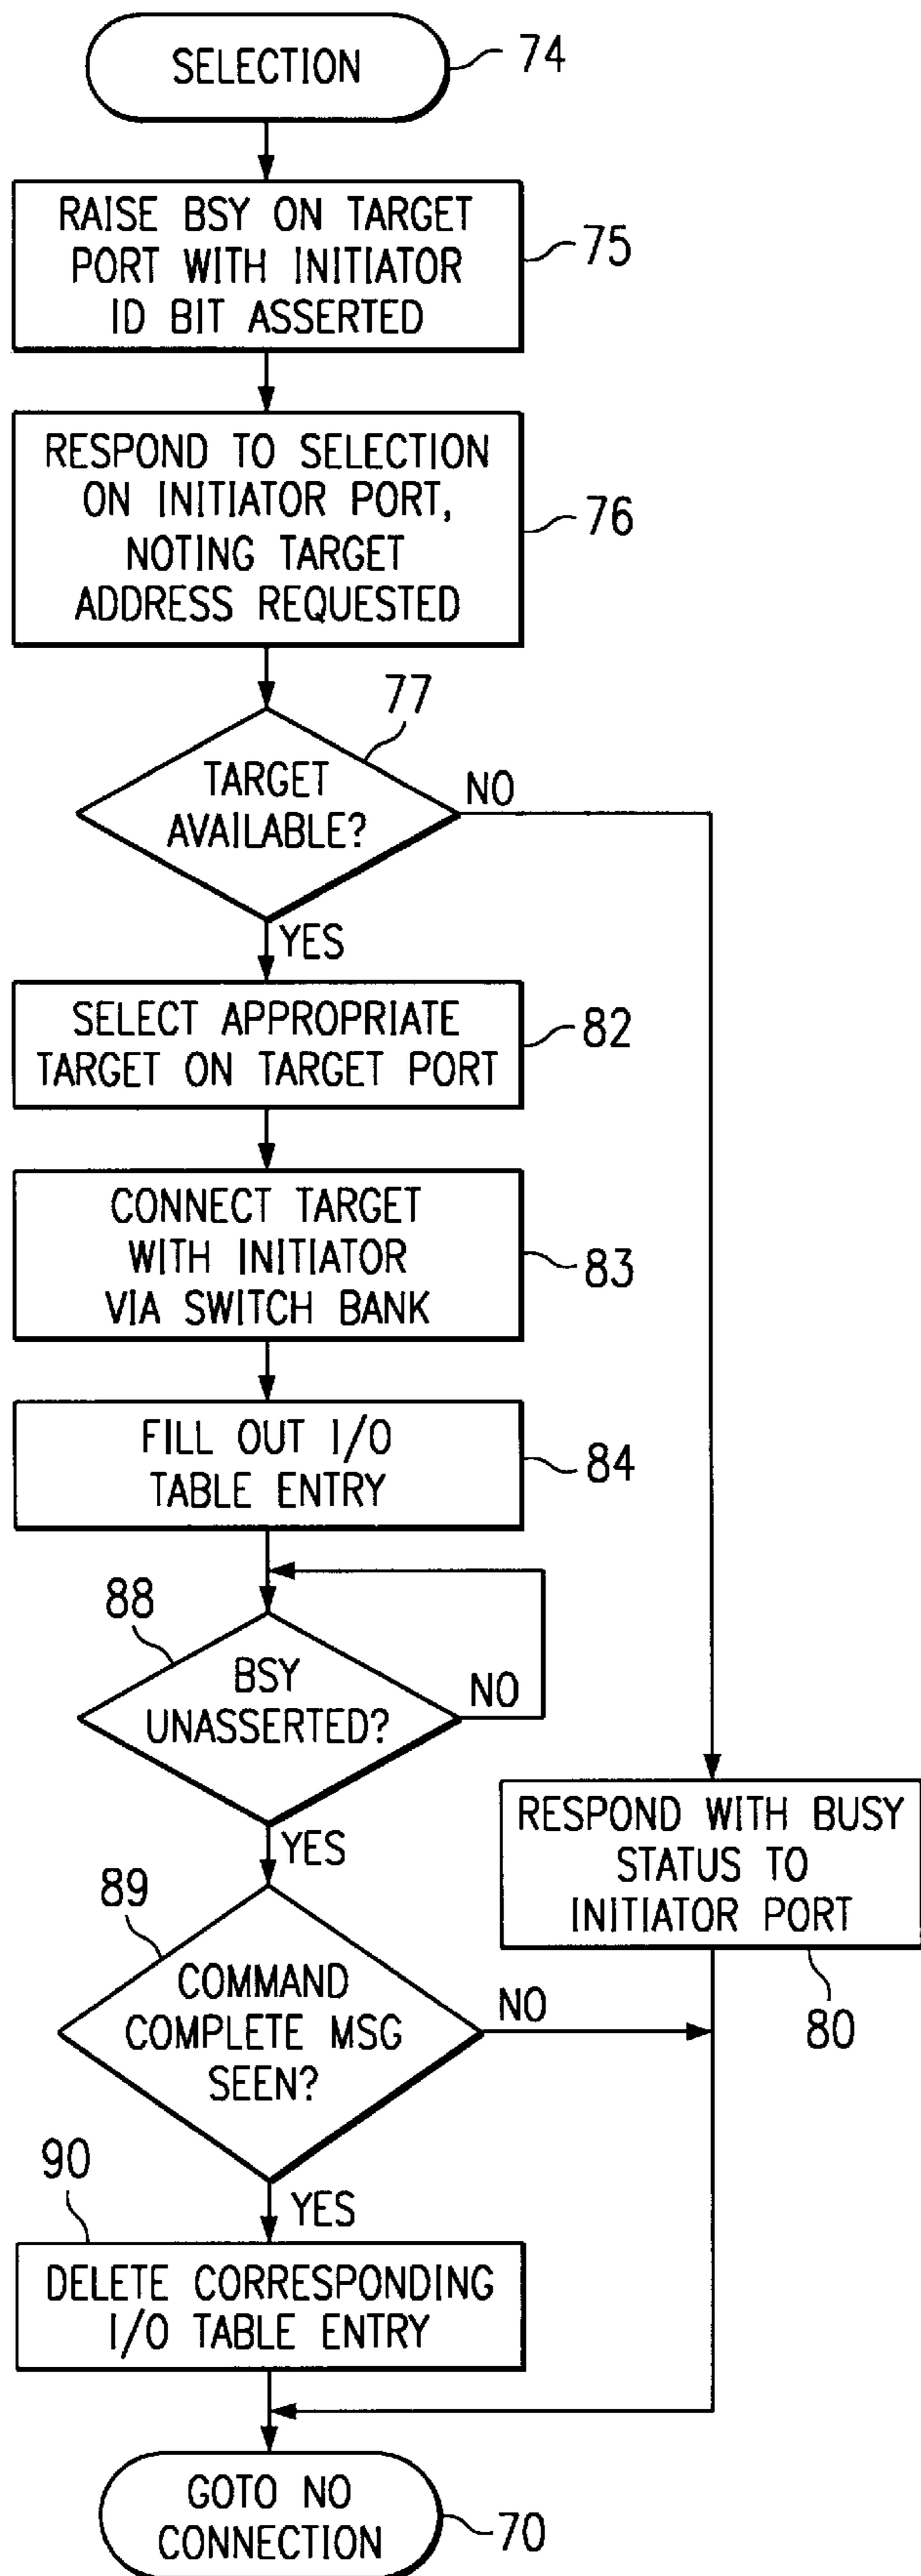 SELECTION
74
RAISE BSY ON TARGET
PORT WITH INITIATOR
ID BIT ASSERTED
75
RESPOND TO SELECTION
ON INITIATOR PORT,
NOTING TARGET
ADDRESS REQUESTED
76
77
TARGET
AVAILABLE?
NO
YES
SELECT APPROPRIATE
TARGET ON TARGET PORT
82
CONNECT TARGET
WITH INITIATOR
VIA SWITCH BANK
83
FILL OUT I/O
TABLE ENTRY
84
88
BSY
UNASSERTED?
NO
YES
RESPOND WITH BUSY
STATUS TO
INITIATOR PORT
80
89
COMMAND
COMPLETE MSG
SEEN?
NO
YES
90
DELETE CORRESPONDING
I/O TABLE ENTRY
GOTO NO
CONNECTION
70